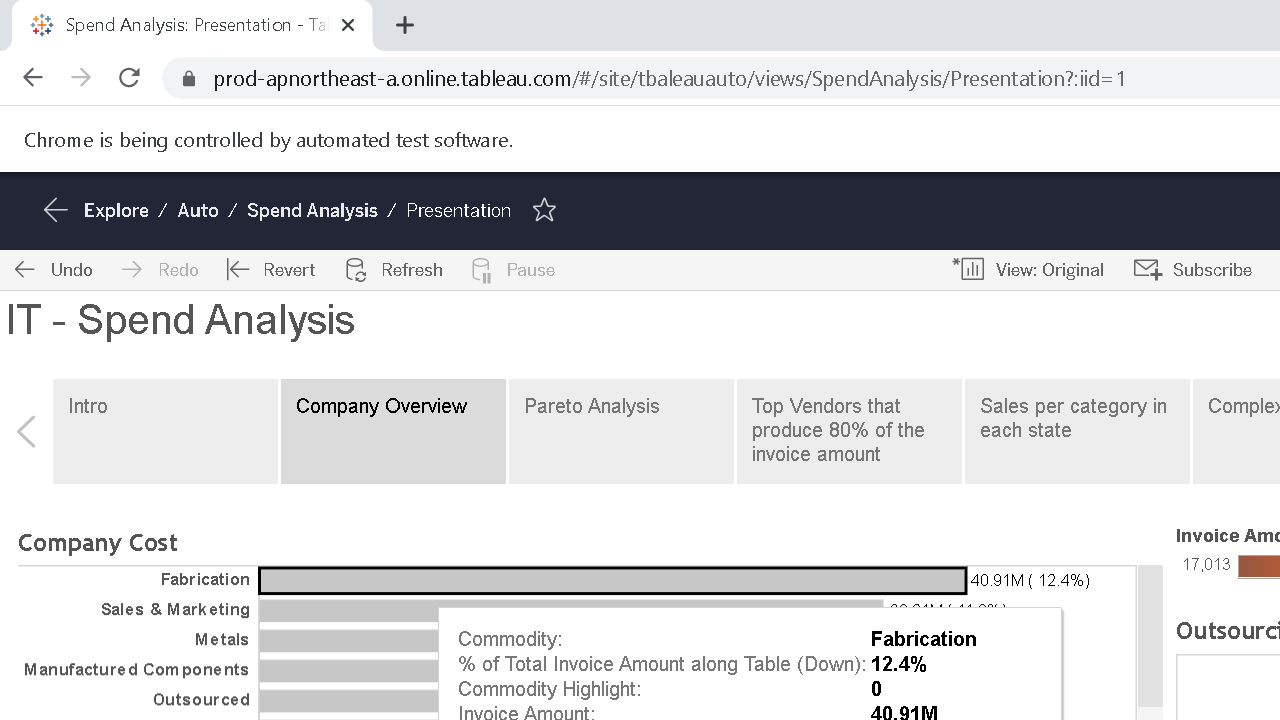 Spend Analysis: Presentation - Ta
prod-apnortheast-a.online.tableau.com/#/site/tbaleauauto/views/SpendAnalysis/Presentation?:iid=1
Chrome is being controlled by automated test software.
Explore / Auto / Spend Analysis / Presentation
Undo Redo Revert Refresh Pause View: Original Subscribe
IT - Spend Analysis
Intro
Company Overview
Pareto Analysis
Top Vendors that
produce 80% of the
invoice amount
Sales per category in
each state
Complex
Company Cost
Fabrication 40.91M ( 12.4%)
Sales & Marketing
Metals
Manufactured Components
Outsourced
Commodity: Fabrication
% of Total Invoice Amount along Table (Down): 12.4%
Commodity Highlight: 0
Invoice Amount: 40.91M
Invoice Amo
17,013
Outsourci